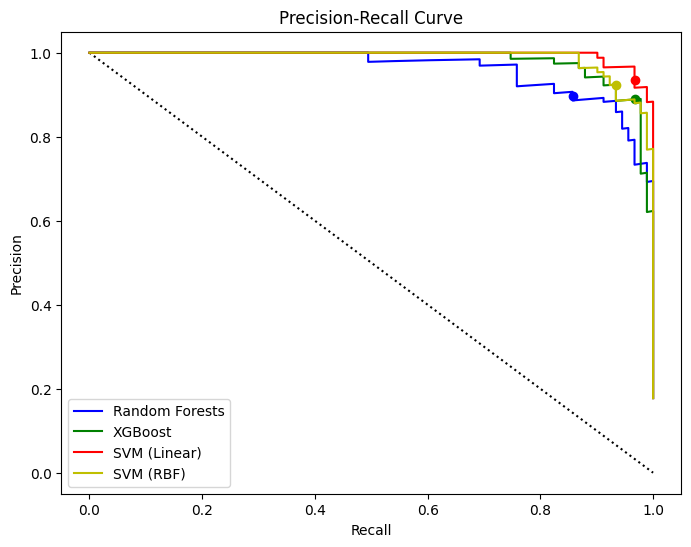 Precision-Recall Curve
1.0
0.8
0.6
0.4
0.2
0.0
Precision
Random Forests
XGBoost
SVM (Linear)
SVM (RBF)
0.0 0.2 0.4 0.6 0.8 1.0
Recall